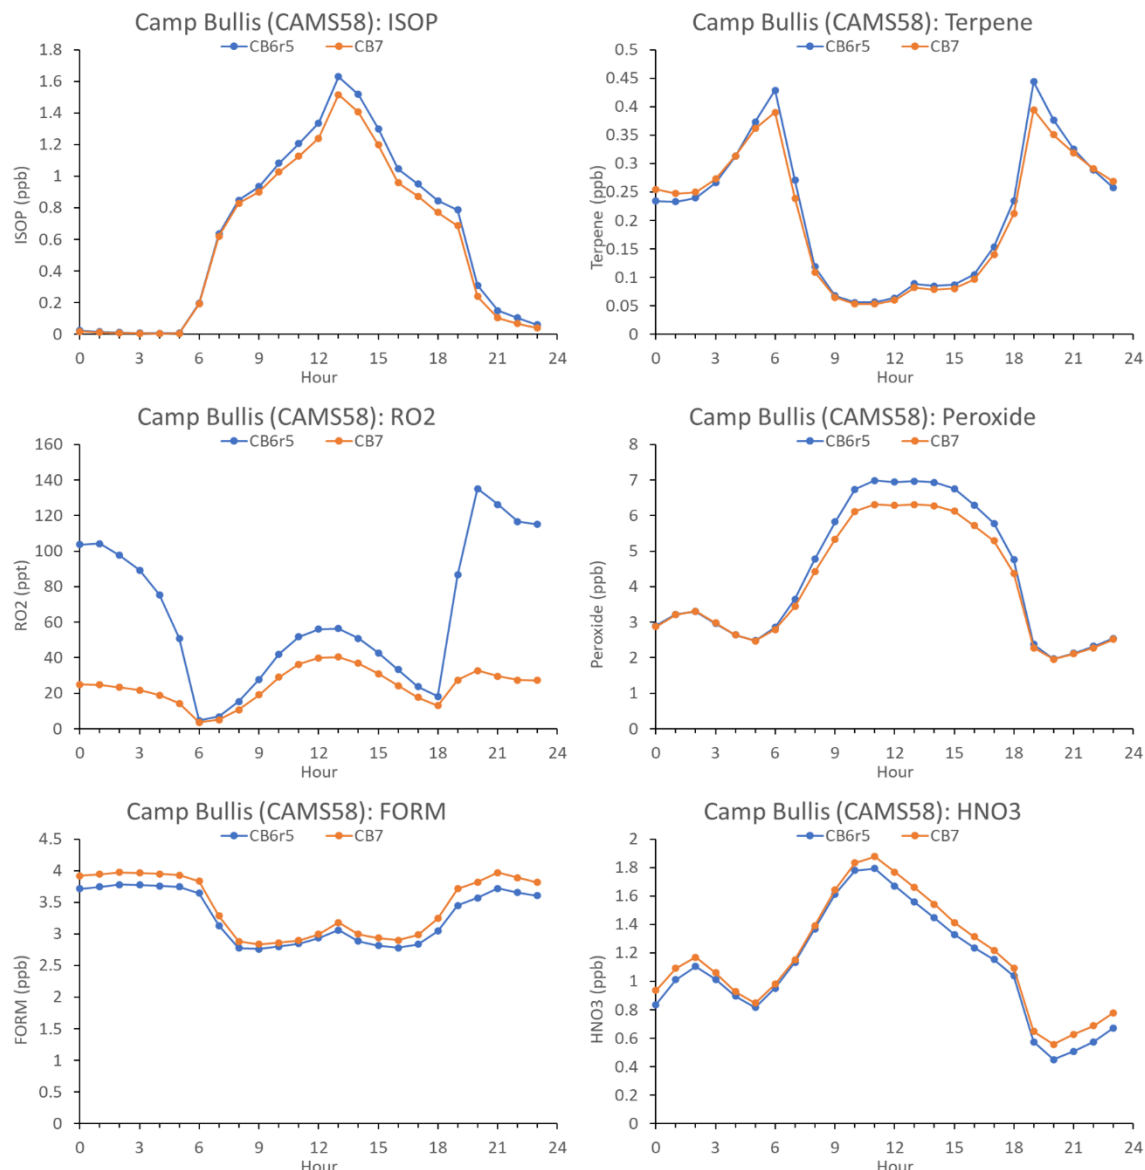 Camp Bullis (CAMS58): ISOP
CB6r5 CB7
1.8
1.6
1.4
1.2
1
0.8
0.6
0.4
0.2
0
ISOP (ppb)
0 3 6 9 12 15 18 21 24
Hour
Camp Bullis (CAMS58): Terpene
CB6r5 CB7
0.5
0.45
0.4
0.35
0.3
0.25
0.2
0.15
0.1
0.05
0
Terpene (ppb)
0 3 6 9 12 15 18 21 24
Hour
Camp Bullis (CAMS58): RO2
CB6r5 CB7
160
140
120
100
80
60
40
20
0
RO2 (ppt)
0 3 6 9 12 15 18 21 24
Hour
Camp Bullis (CAMS58): Peroxide
CB6r5 CB7
8
7
6
5
4
3
2
1
0
Peroxide (ppb)
0 3 6 9 12 15 18 21 24
Hour
Camp Bullis (CAMS58): FORM
CB6r5 CB7
4.5
4
3.5
3
2.5
2
1.5
1
0.5
0
FORM (ppb)
0 3 6 9 12 15 18 21 24
Hour
Camp Bullis (CAMS58): HNO3
CB6r5 CB7
2
1.8
1.6
1.4
1.2
1
0.8
0.6
0.4
0.2
0
HNO3 (ppb)
0 3 6 9 12 15 18 21 24
Hour